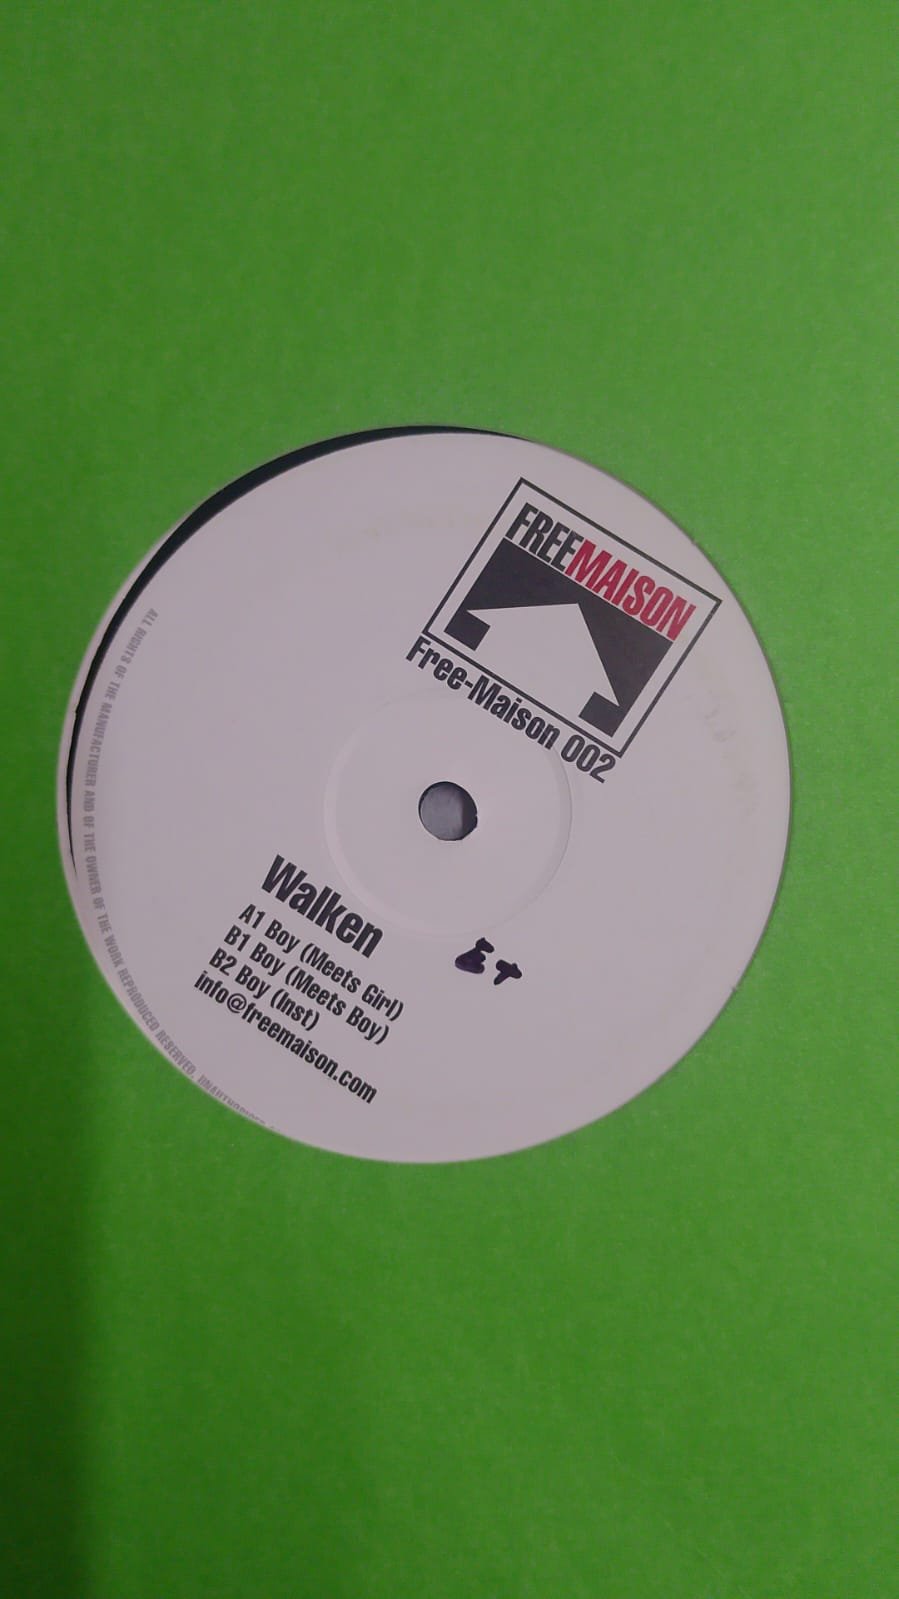 FREEMAISON
Free-Maison 002
Walken
A1 Boy (Meets Girl)
B1 Boy (Meets Boy)
B2 Boy (Inst)
info@freemaison.com
ALL RIGHTS OF THE MANUFACTURER AND OF THE OWNER OF THE WORK REPRODUCED RESERVED.